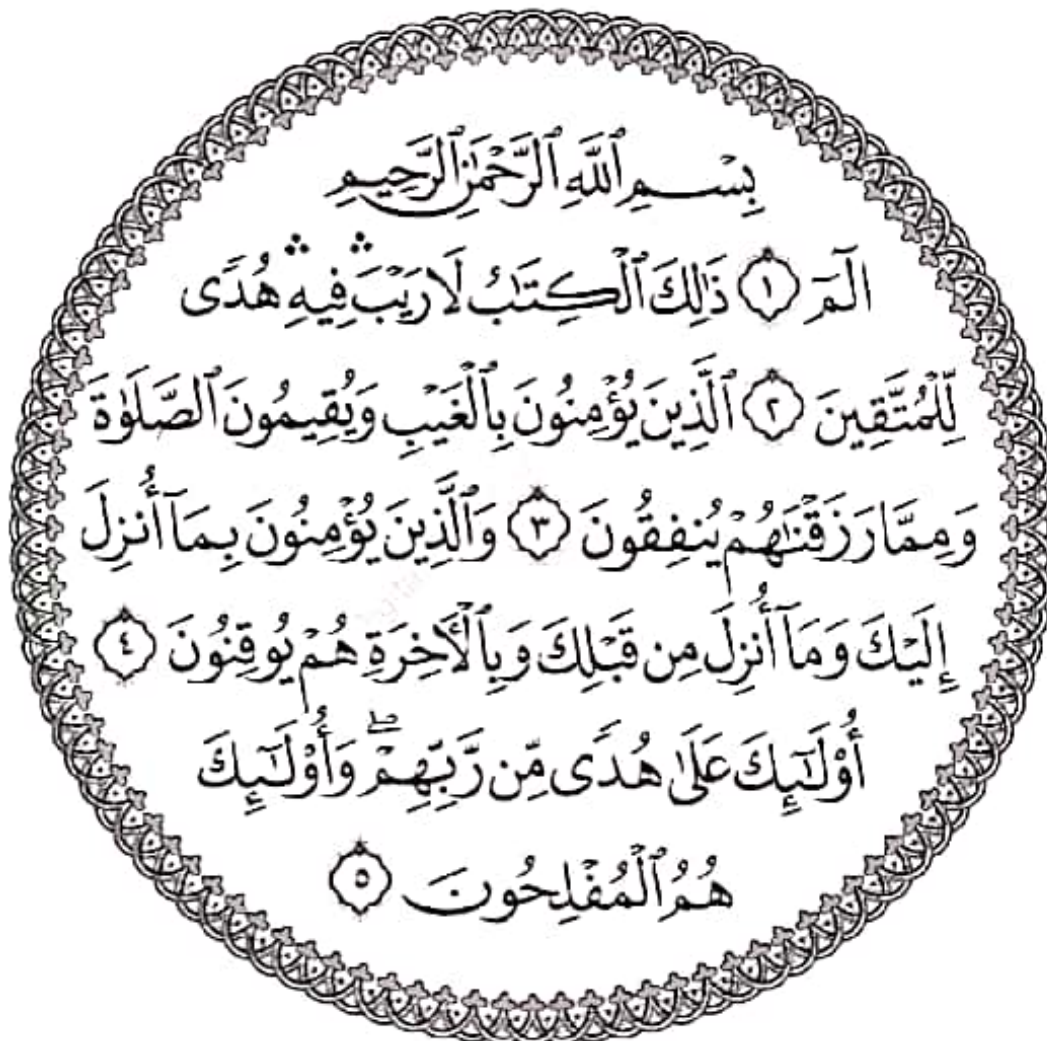 بِسْمِ ٱللَّهِ ٱلرَّحْمَٰنِ ٱلرَّحِيمِ
الٓمٓ ١ ذَٰلِكَ ٱلْكِتَٰبُ لَا رَيْبَ ۛ فِيهِ ۛ هُدًى
لِّلْمُتَّقِينَ ٢ ٱلَّذِينَ يُؤْمِنُونَ بِٱلْغَيْبِ وَيُقِيمُونَ ٱلصَّلَوٰةَ
وَمِمَّا رَزَقْنَٰهُمْ يُنفِقُونَ ٣ وَٱلَّذِينَ يُؤْمِنُونَ بِمَآ أُنزِلَ
إِلَيْكَ وَمَآ أُنزِلَ مِن قَبْلِكَ وَبِٱلْأَخِرَةِ هُمْ يُوقِنُونَ ٤
أُو۟لَٰٓئِكَ عَلَىٰ هُدًى مِّن رَّبِّهِمْ ۖ وَأُو۟لَٰٓئِكَ
هُمُ ٱلْمُفْلِحُونَ ٥